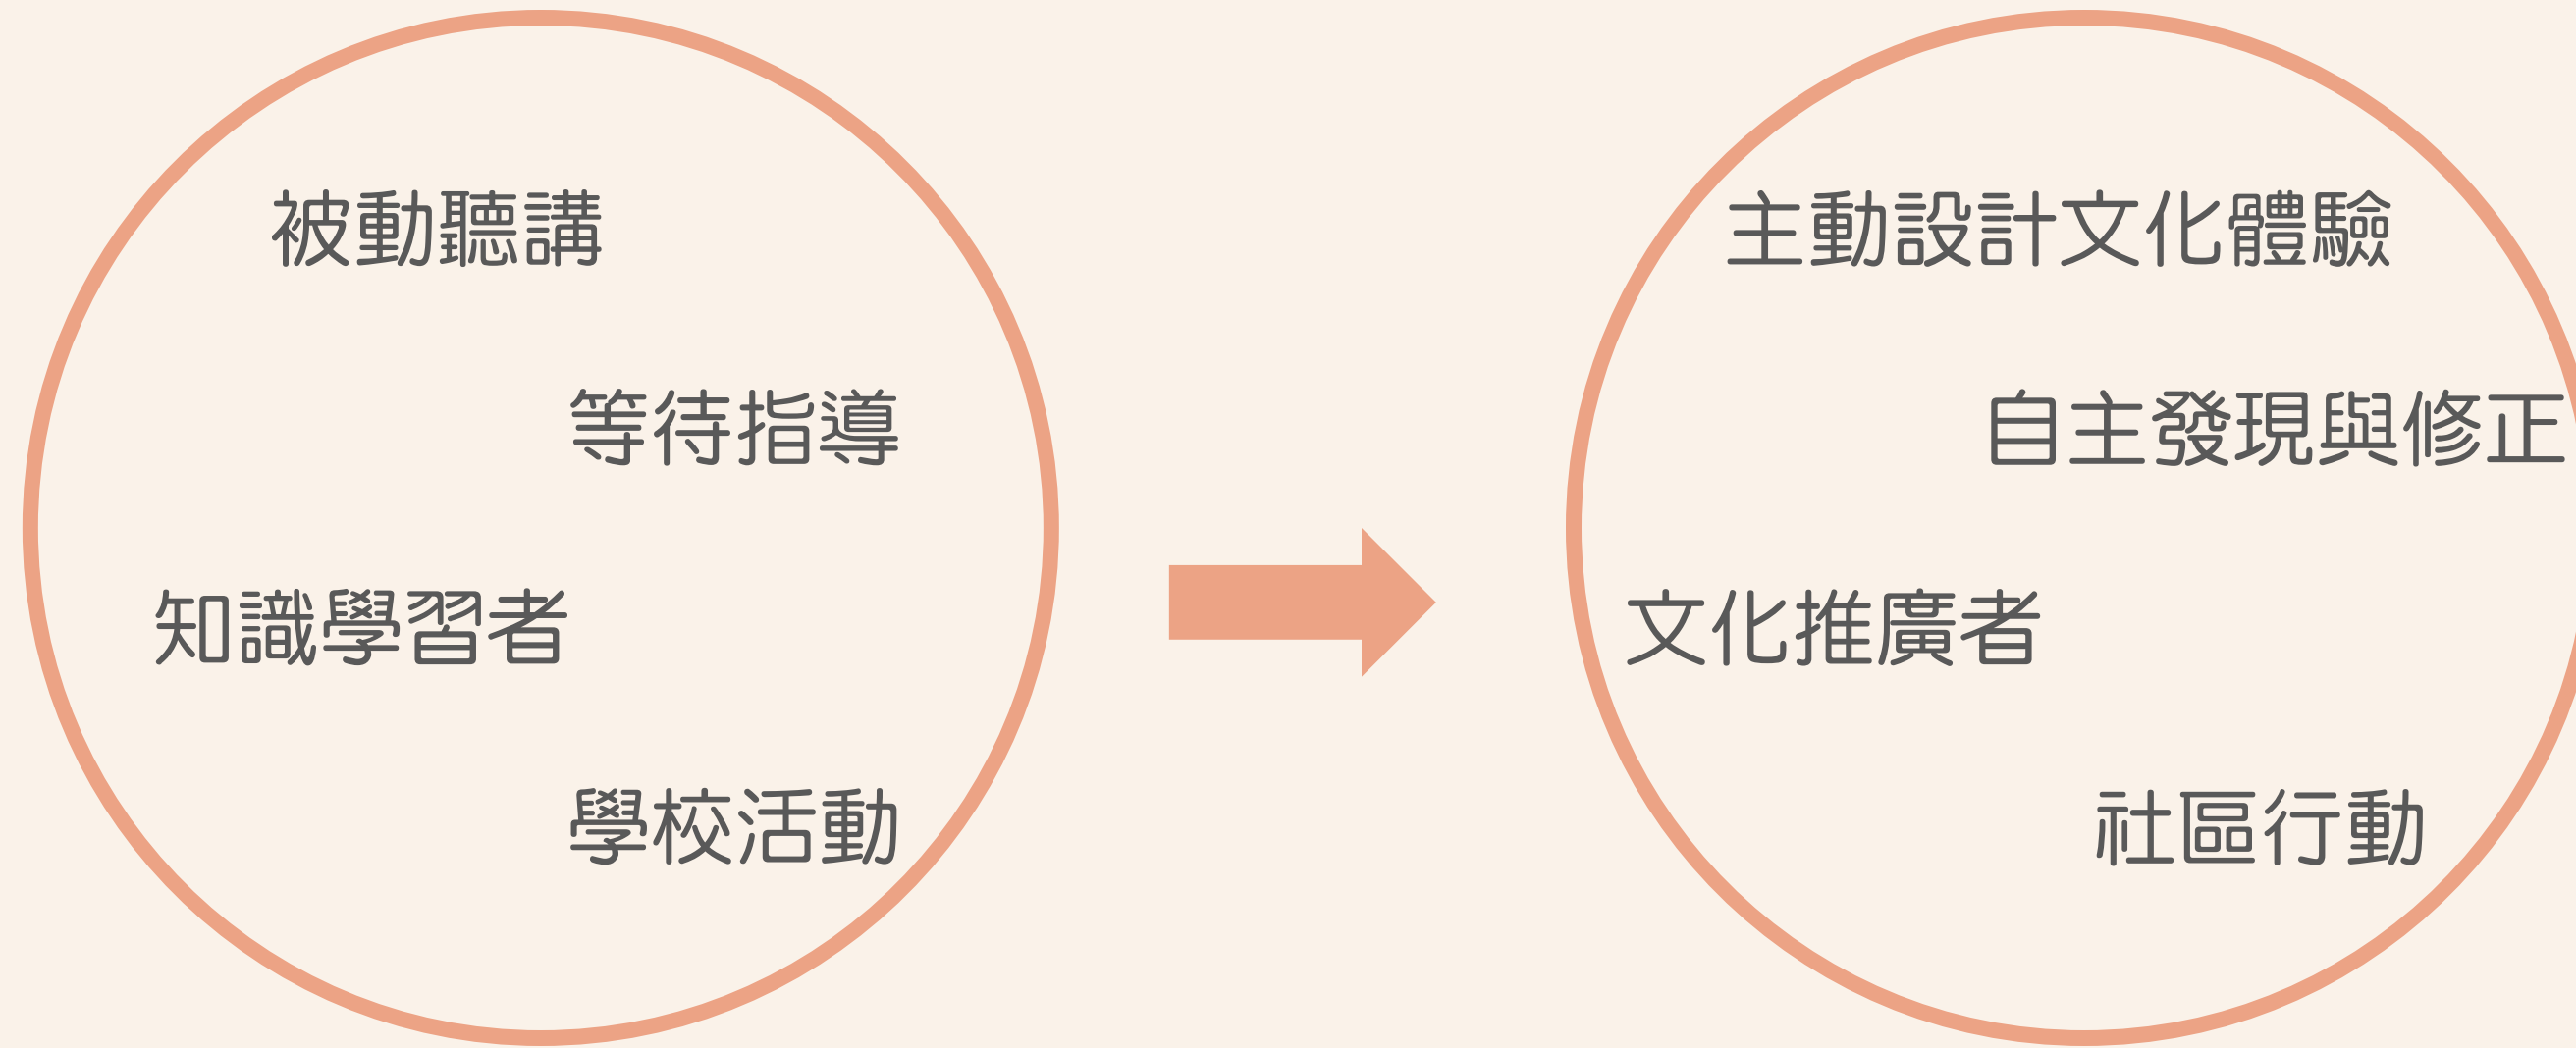 被動聽講
等待指導
知識學習者
學校活動
主動設計文化體驗
自主發現與修正
文化推廣者
社區行動